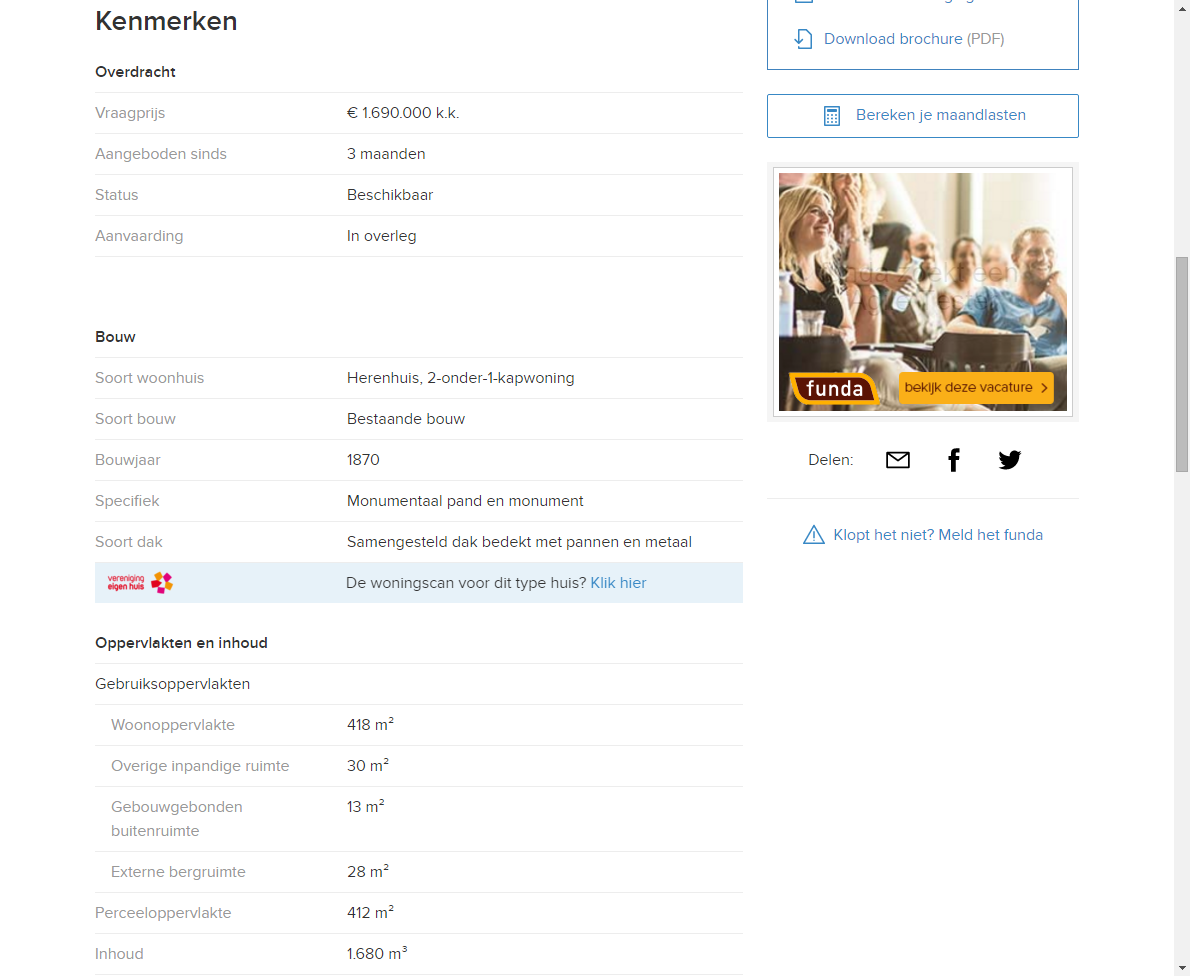 Kenmerken
Overdracht
Vraagprijs € 1.690.000 k.k.
Aangeboden sinds 3 maanden
Status Beschikbaar
Aanvaarding In overleg
Bouw
Soort woonhuis Herenhuis, 2-onder-1-kapwoning
Soort bouw Bestaande bouw
Bouwjaar 1870
Specifiek Monumentaal pand en monument
Soort dak Samengesteld dak bedekt met pannen en metaal
vereniging
eigen huis
De woningscan voor dit type huis? Klik hier
Oppervlakten en inhoud
Gebruiksoppervlakten
Woonoppervlakte 418 m²
Overige inpandige ruimte 30 m²
Gebouwgebonden 13 m²
buitenruimte
Externe bergruimte 28 m²
Perceeloppervlakte 412 m²
Inhoud 1.680 m³
Download brochure (PDF)
Bereken je maandlasten
funda zoekt een
funda
bekijk deze vacature
Delen:
Klopt het niet? Meld het funda